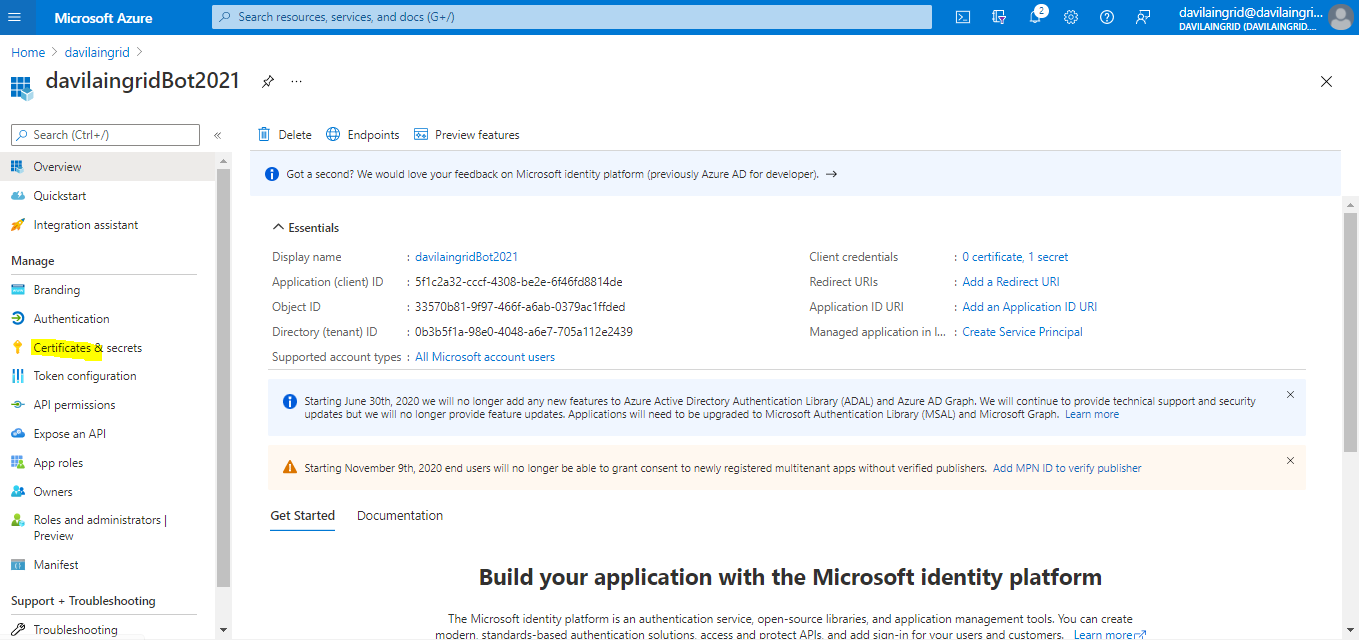 Microsoft Azure
Search resources, services, and docs (G+/)
2
davilaingrid@davilaingri...
DAVILAINGRID (DAVILAINGRID....
Home > davilaingrid >
davilaingridBot2021
...
Search (Ctrl+/)
«
Overview
Quickstart
Integration assistant
Manage
Branding
Authentication
Certificates & secrets
Token configuration
API permissions
Expose an API
App roles
Owners
Roles and administrators |
Preview
Manifest
Support + Troubleshooting
Troubleshooting
Delete
Endpoints
Preview features
Got a second? We would love your feedback on Microsoft identity platform (previously Azure AD for developer). →
Essentials
Display name : davilaingridBot2021
Application (client) ID : 5f1c2a32-cccf-4308-be2e-6f46fd8814de
Object ID : 33570b81-9f97-466f-a6ab-0379ac1ffded
Directory (tenant) ID : 0b3b5f1a-98e0-4048-a6e7-705a112e2439
Supported account types : All Microsoft account users
Client credentials : 0 certificate, 1 secret
Redirect URIs : Add a Redirect URI
Application ID URI : Add an Application ID URI
Managed application in l... : Create Service Principal
Starting June 30th, 2020 we will no longer add any new features to Azure Active Directory Authentication Library (ADAL) and Azure AD Graph. We will continue to provide technical support and security
updates but we will no longer provide feature updates. Applications will need to be upgraded to Microsoft Authentication Library (MSAL) and Microsoft Graph. Learn more
Starting November 9th, 2020 end users will no longer be able to grant consent to newly registered multitenant apps without verified publishers. Add MPN ID to verify publisher
Get Started
Documentation
Build your application with the Microsoft identity platform
The Microsoft identity platform is an authentication service, open-source libraries, and application management tools. You can create
modern, standards-based authentication solutions, access and protect APIs, and add sign-in for your users and customers. Learn more